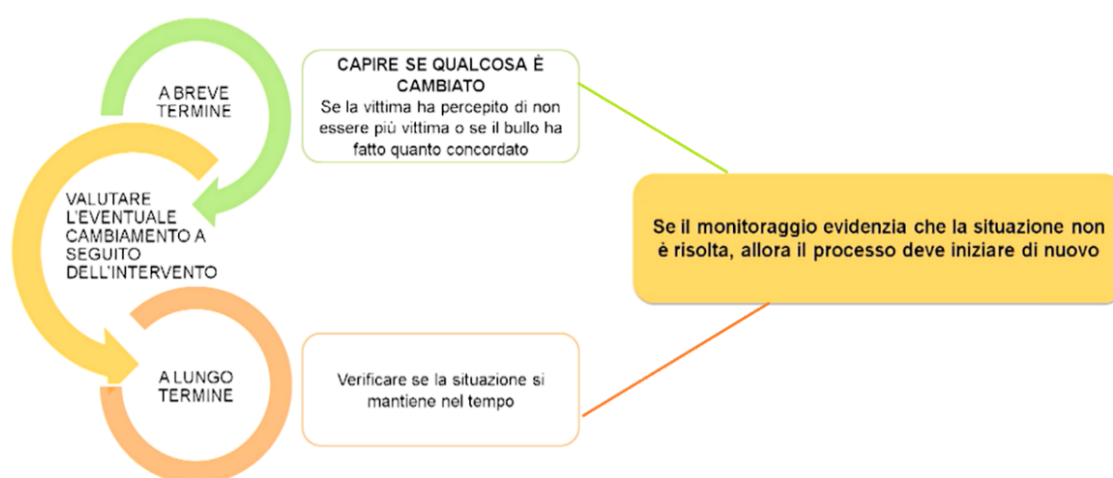 A BREVE
TERMINE
CAPIRE SE QUALCOSA È
CAMBIATO
Se la vittima ha percepito di non
essere più vittima o se il bullo ha
fatto quanto concordato
VALUTARE
L'EVENTUALE
CAMBIAMENTO A
SEGUITO
DELL'INTERVENTO
Se il monitoraggio evidenzia che la situazione non
è risolta, allora il processo deve iniziare di nuovo
A LUNGO
TERMINE
Verificare se la situazione si
mantiene nel tempo